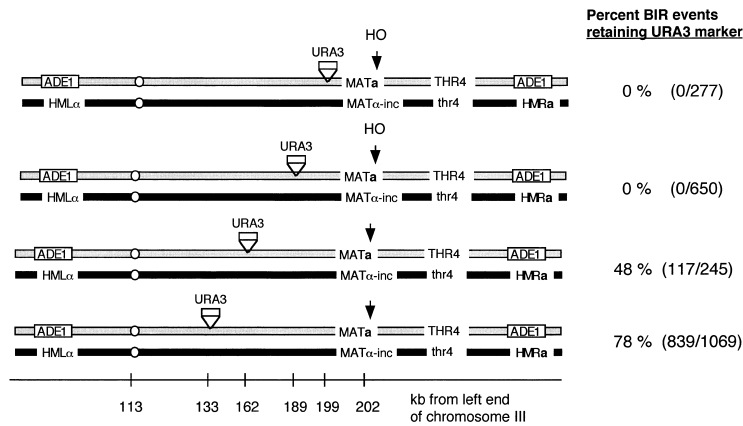 Percent BIR events
retaining URA3 marker
HO
URA3
ADE1 MATa THR4 ADE1
HMLα MATα-inc thr4 HMRa
0 % (0/277)
HO
URA3
ADE1 MATa THR4 ADE1
HMLα MATα-inc thr4 HMRa
0 % (0/650)
URA3
ADE1 MATa THR4 ADE1
HMLα MATα-inc thr4 HMRa
48 % (117/245)
URA3
ADE1 MATa THR4 ADE1
HMLα MATα-inc thr4 HMRa
78 % (839/1069)
113 133 162 189 199 202 kb from left end
of chromosome III